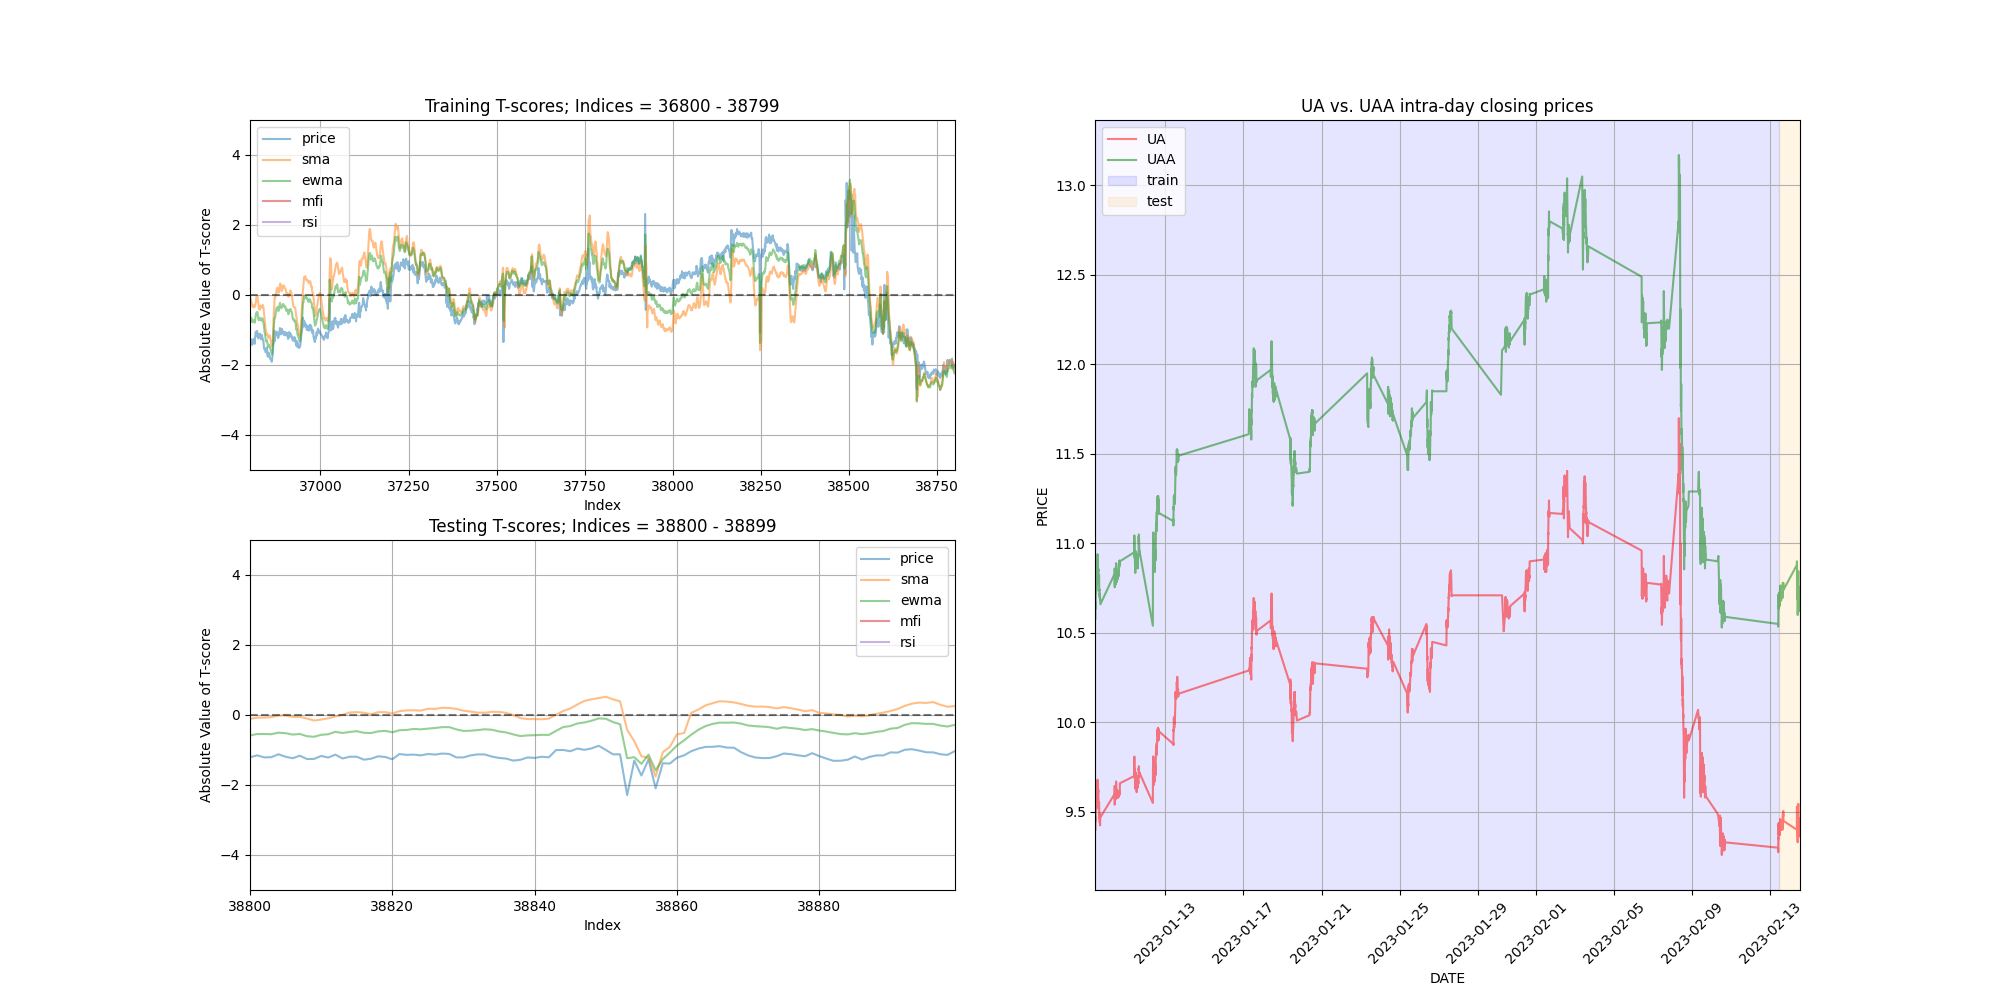 Training T-scores; Indices = 36800 - 38799
price
sma
ewma
mfi
rsi
4
2
0
−2
−4
Absolute Value of T-score
37000 37250 37500 37750 38000 38250 38500 38750
Index
Testing T-scores; Indices = 38800 - 38899
price
sma
ewma
mfi
rsi
4
2
0
−2
−4
Absolute Value of T-score
38800 38820 38840 38860 38880
Index
UA vs. UAA intra-day closing prices
UA
UAA
train
test
13.0
12.5
12.0
11.5
11.0
10.5
10.0
9.5
PRICE
2023-01-13 2023-01-17 2023-01-21 2023-01-25 2023-01-29 2023-02-01 2023-02-05 2023-02-09 2023-02-13
DATE